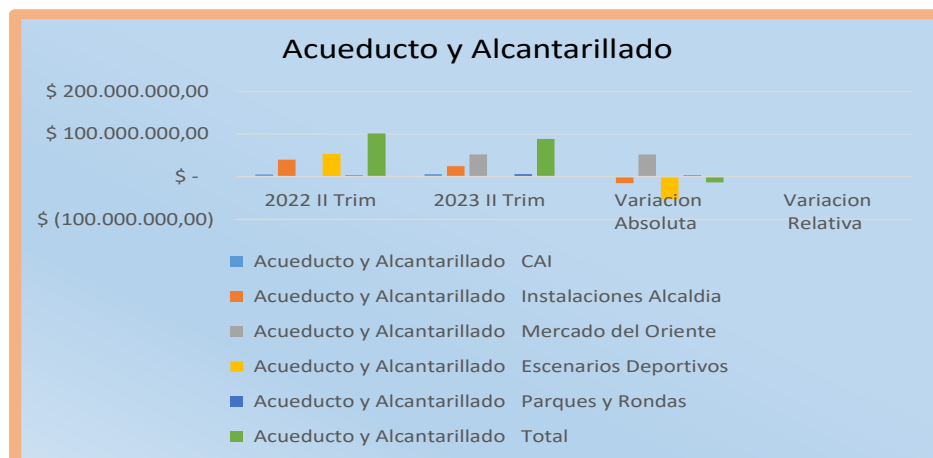 Acueducto y Alcantarillado
$ 200.000.000,00
$ 100.000.000,00
$ -
$ (100.000.000,00)
2022 II Trim
2023 II Trim
Variacion
Absoluta
Variacion
Relativa
Acueducto y Alcantarillado CAI
Acueducto y Alcantarillado Instalaciones Alcaldia
Acueducto y Alcantarillado Mercado del Oriente
Acueducto y Alcantarillado Escenarios Deportivos
Acueducto y Alcantarillado Parques y Rondas
Acueducto y Alcantarillado Total